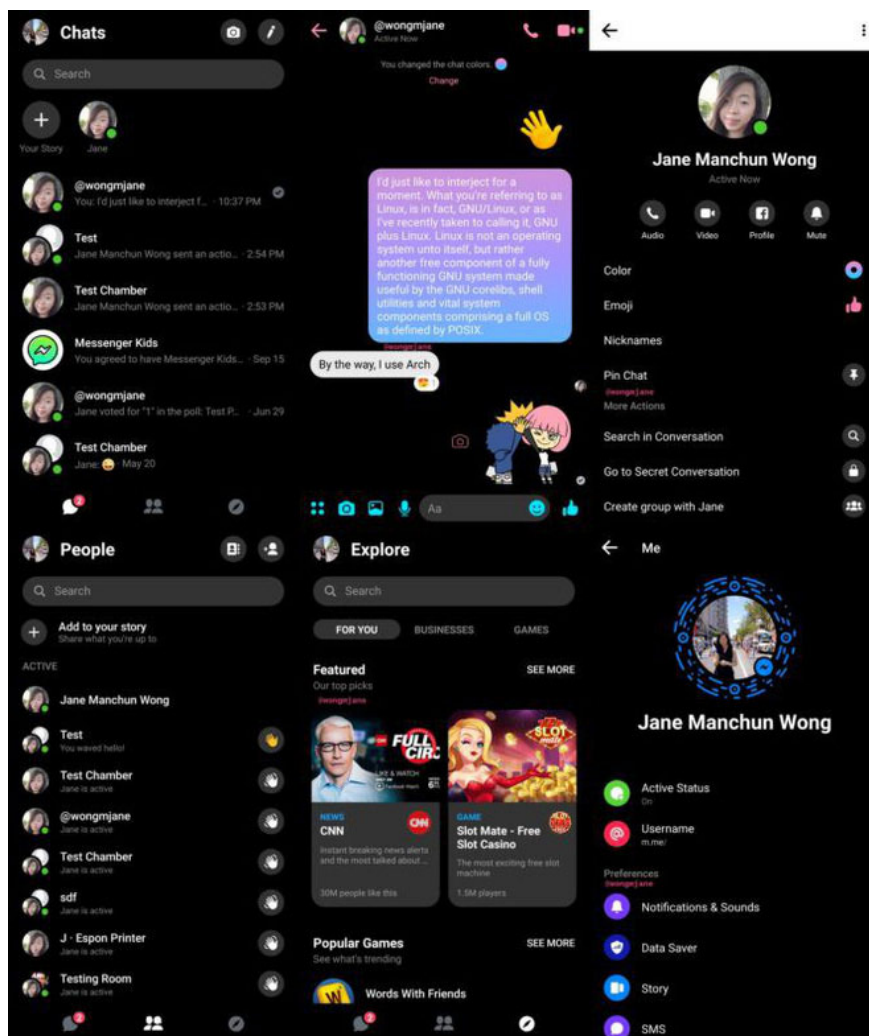 Chats
Search
Your Story
Jane
@wongmjane
You: I'd just like to interject f... · 10:37 PM
Test
Jane Manchun Wong sent an actio... · 2:54 PM
Test Chamber
Jane Manchun Wong sent an actio... · 2:53 PM
Messenger Kids
You agreed to have Messenger Kids... · Sep 15
@wongmjane
Jane voted for "1" in the poll: Test P... · Jun 29
Test Chamber
Jane: 😜 · May 20
2
@wongmjane
Active Now
You changed the chat colors.
Change
I'd just like to interject for a
moment. What you're referring to as
Linux, is in fact, GNU/Linux, or as
I've recently taken to calling it, GNU
plus Linux. Linux is not an operating
system unto itself, but rather
another free component of a fully
functioning GNU system made
useful by the GNU corelibs, shell
utilities and vital system
components comprising a full OS
as defined by POSIX.
@wongmjane
By the way, I use Arch
Aa
Jane Manchun Wong
Active Now
Audio
Video
Profile
Mute
Color
Emoji
Nicknames
Pin Chat
@wongmjane
More Actions
Search in Conversation
Go to Secret Conversation
Create group with Jane
People
Search
Add to your story
Share what you're up to
ACTIVE
Jane Manchun Wong
Test
You waved hello!
Test Chamber
Jane is active
@wongmjane
Jane is active
Test Chamber
Jane is active
sdf
Jane is active
J · Espon Printer
Jane is active
Testing Room
Jane is active
2
Explore
Search
FOR YOU
BUSINESSES
GAMES
Featured
SEE MORE
Our top picks
@wongmjane
FULL
CIRC
LIKE & WATCH
Facebook Watch
6
NEWS
CNN
CNN
Instant breaking news alerts
and the most talked about ...
30M people like this
SLOT
mate
GAME
Slot Mate - Free
Slot Casino
The most exciting free slot
machine
1.5M players
Popular Games
SEE MORE
See what's trending
W
Words With Friends
2
Me
Jane Manchun Wong
Active Status
On
Username
m.me/
Preferences
@wongmjane
Notifications & Sounds
Data Saver
Story
SMS